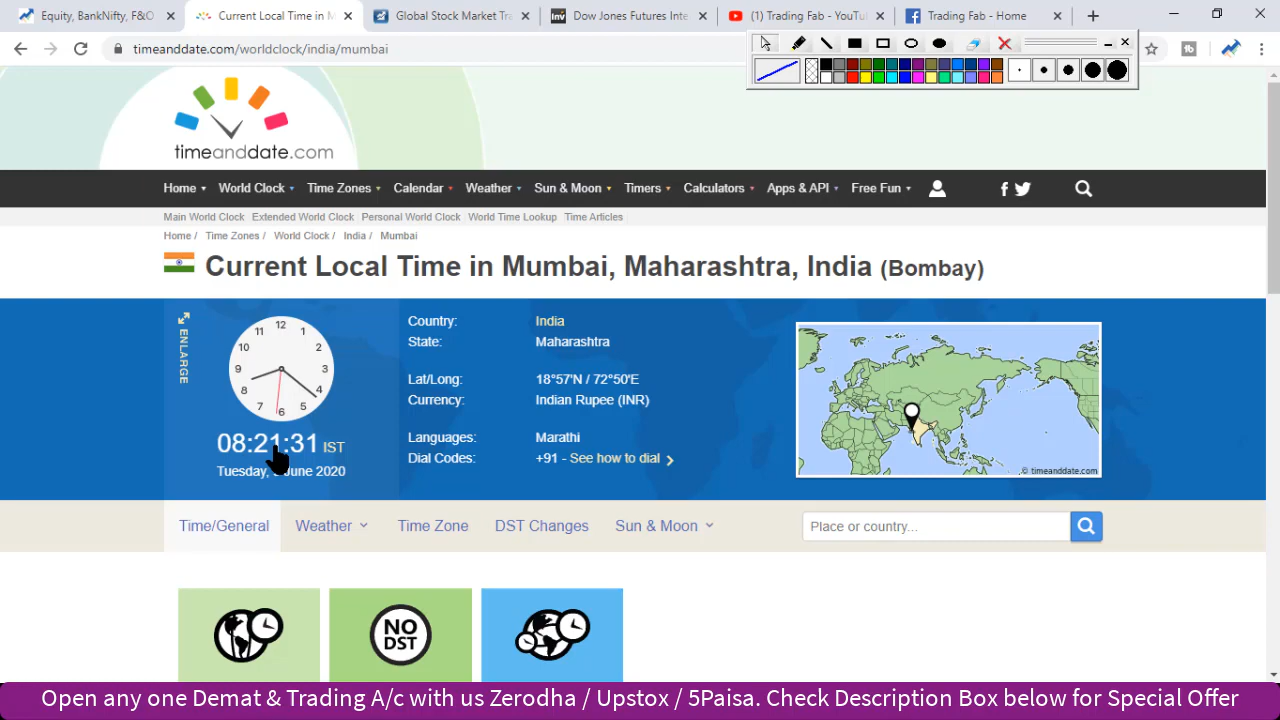 Equity, BankNifty, F&O
Current Local Time in M
Global Stock Market Tra
Dow Jones Futures Inte
(1) Trading Fab - YouTu
Trading Fab - Home
timeanddate.com/worldclock/india/mumbai
timeanddate.com
Home World Clock Time Zones Calendar Weather Sun & Moon Timers Calculators Apps & API Free Fun
Main World Clock Extended World Clock Personal World Clock World Time Lookup Time Articles
Home / Time Zones / World Clock / India / Mumbai
Current Local Time in Mumbai, Maharashtra, India (Bombay)
ENLARGE
12 1 2 3 4 5 6 7 8 9 10 11
08:21:31 IST
Tuesday, June 2020
Country: India
State: Maharashtra
Lat/Long: 18°57'N / 72°50'E
Currency: Indian Rupee (INR)
Languages: Marathi
Dial Codes: +91 - See how to dial
© timeanddate.com
Time/General Weather Time Zone DST Changes Sun & Moon
Place or country...
NO
DST
Open any one Demat & Trading A/c with us Zerodha / Upstox / 5Paisa. Check Description Box below for Special Offer